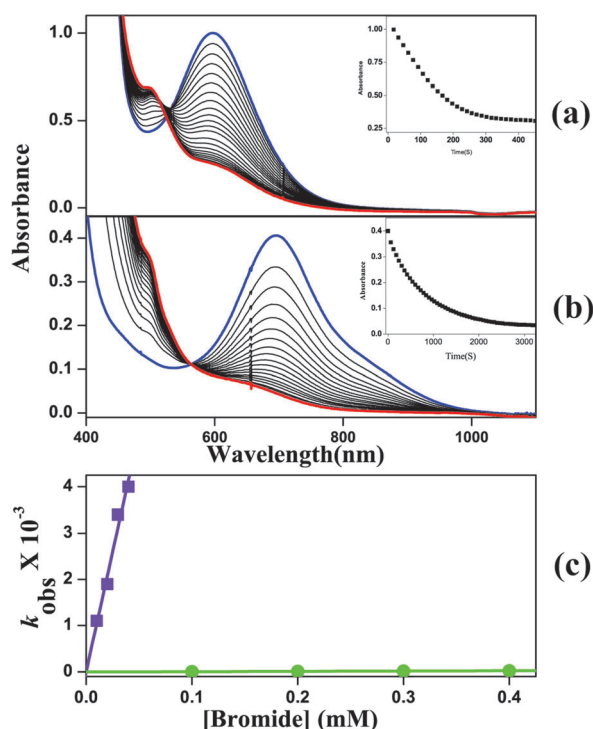 1.0
0.5
0.0
Absorbance
1.00
0.75
0.50
0.25
Absorbance
0 100 200 300 400
Time(S)
(a)
0.4
0.3
0.2
0.1
0.0
0.4
0.3
0.2
0.1
0.0
Absorbance
0 1000 2000 3000
Time(S)
(b)
400 600 800 1000
Wavelength(nm)
k obs X 10-3
4
3
2
1
0
0.0 0.1 0.2 0.3 0.4
[Bromide] (mM)
(c)